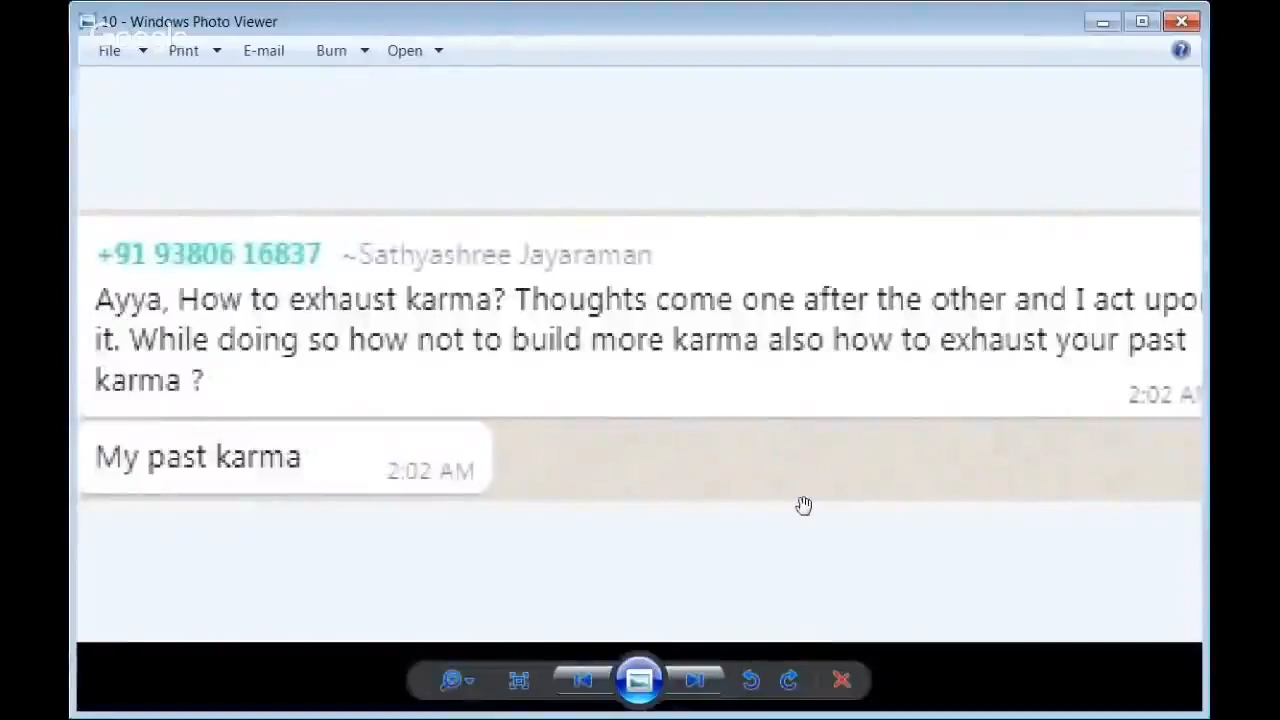 10 - Windows Photo Viewer
Google
File Print E-mail Burn Open
+91 93806 16837 ~Sathyashree Jayaraman
Ayya, How to exhaust karma? Thoughts come one after the other and I act upo
it. While doing so how not to build more karma also how to exhaust your past
karma ?
2:02 A
My past karma
2:02 AM